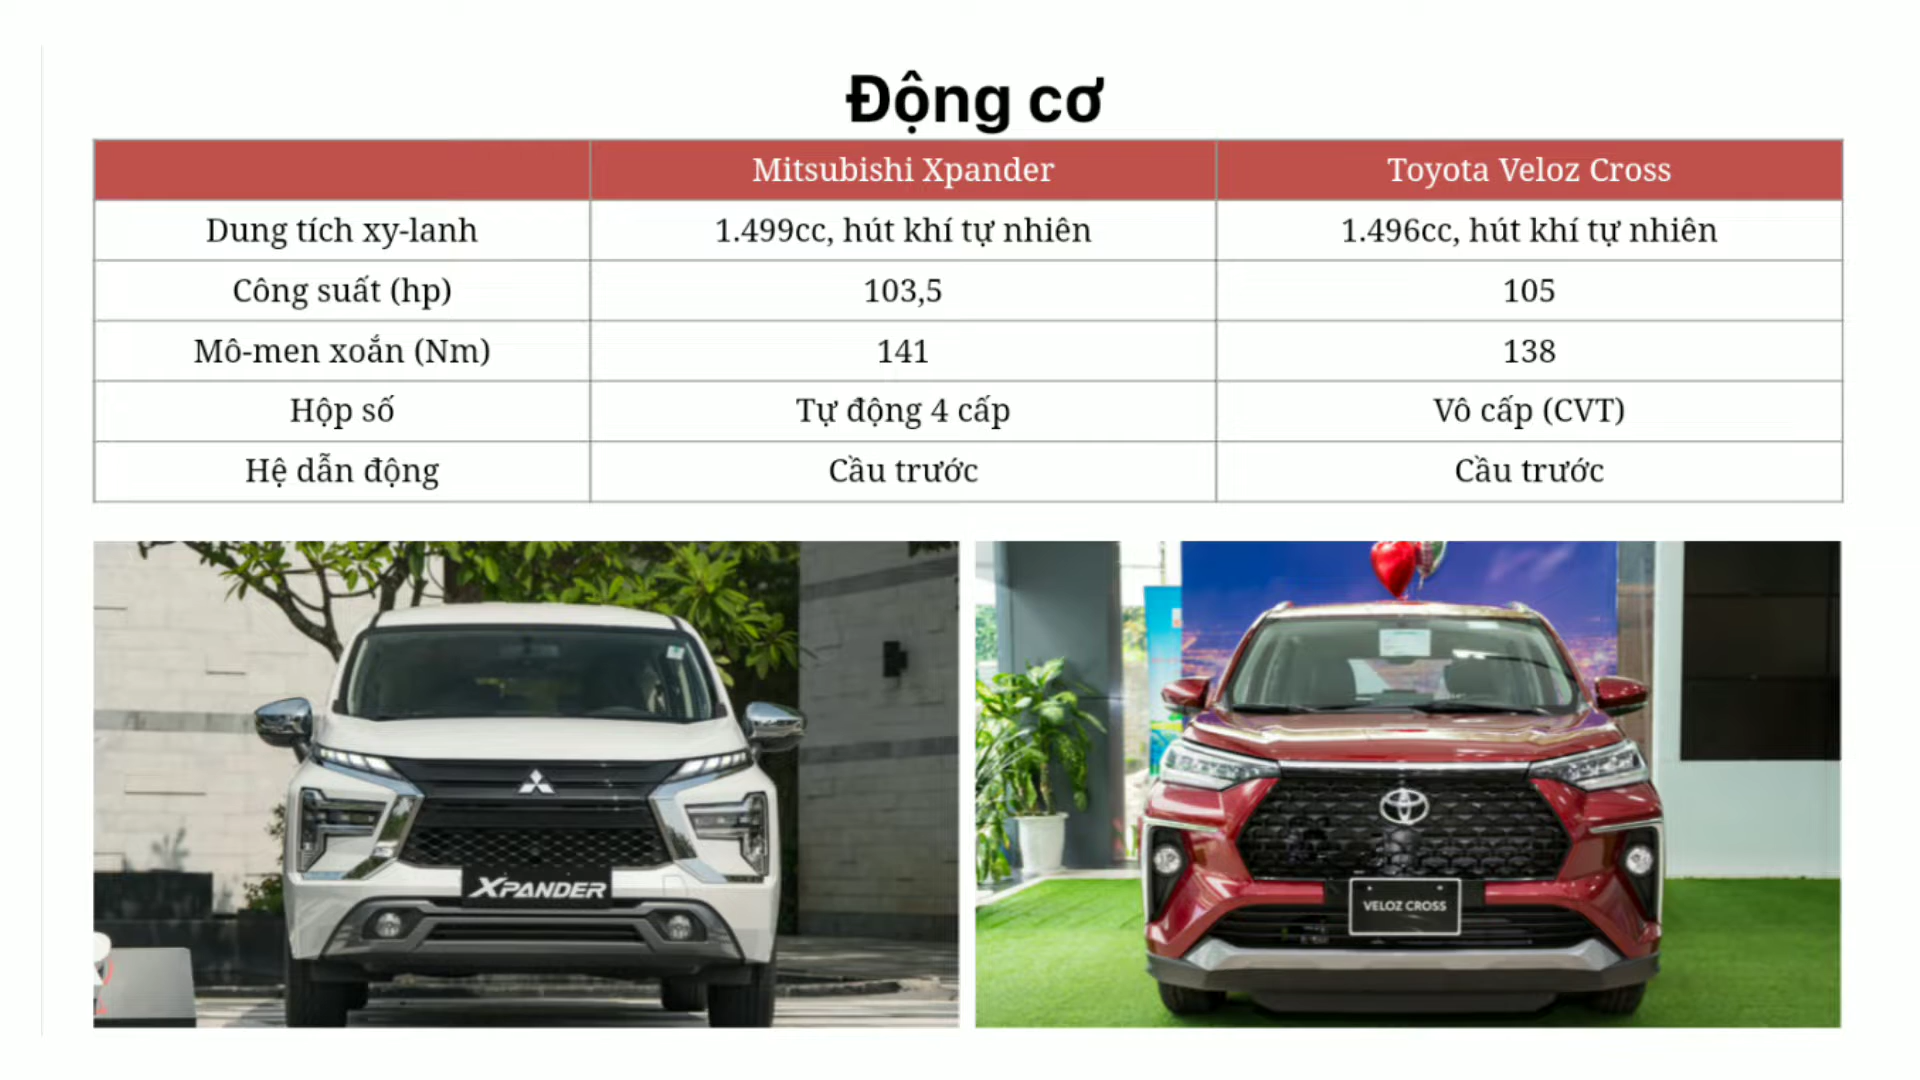 Động cơ
Mitsubishi Xpander Toyota Veloz Cross
Dung tích xy-lanh 1.499cc, hút khí tự nhiên 1.496cc, hút khí tự nhiên
Công suất (hp) 103,5 105
Mô-men xoắn (Nm) 141 138
Hộp số Tự động 4 cấp Vô cấp (CVT)
Hệ dẫn động Cầu trước Cầu trước
XPANDER
VELOZ CROSS